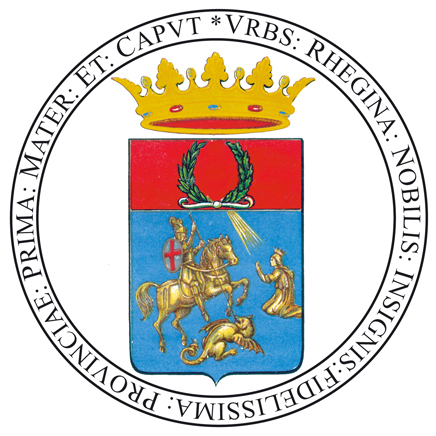 *VRBS: RHEGINA: NOBILIS: INSIGNIS:FIDELISSIMA: PROVINCIAE: PRIMA: MATER: ET: CAPVT